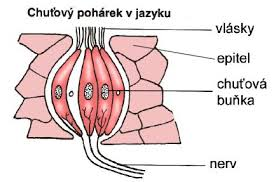 Chuťový pohárek v jazyku
vlásky
epitel
chuťová
buňka
nerv